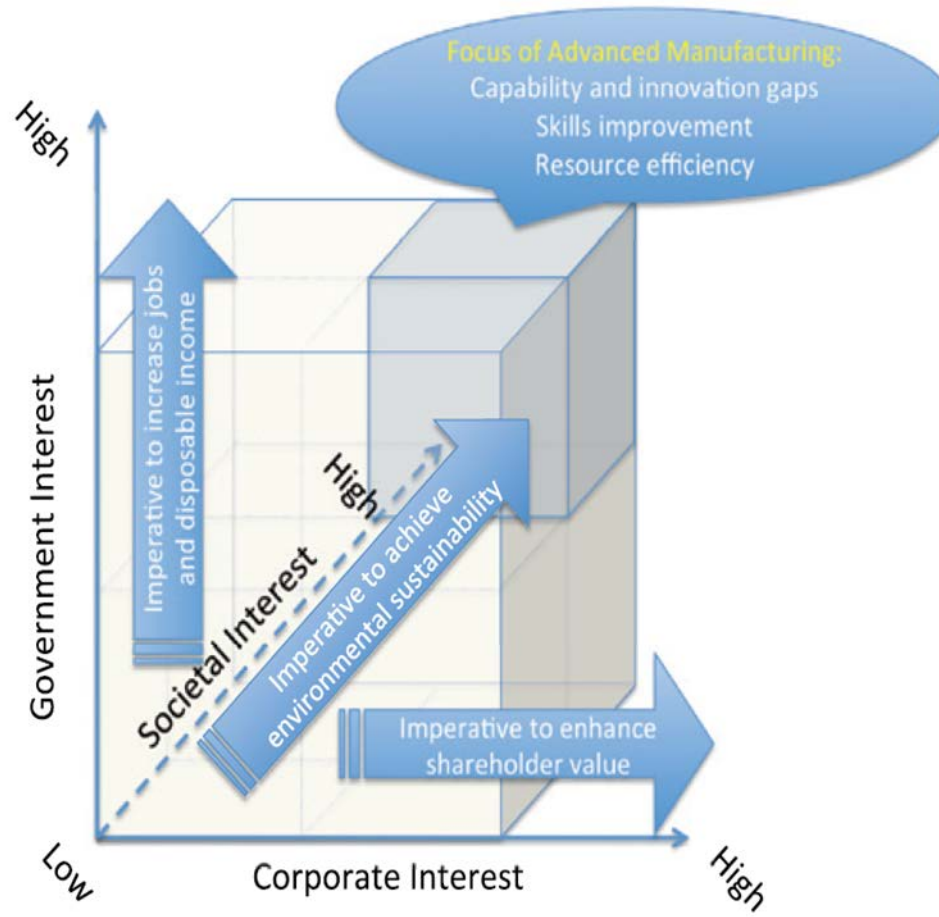 Focus of Advanced Manufacturing:
Capability and innovation gaps
Skills improvement
Resource efficiency
High
Government Interest
Imperative to increase jobs
and disposable income
High
Societal Interest
Imperative to achieve
environmental sustainability
Imperative to enhance
shareholder value
Low
Corporate Interest
High